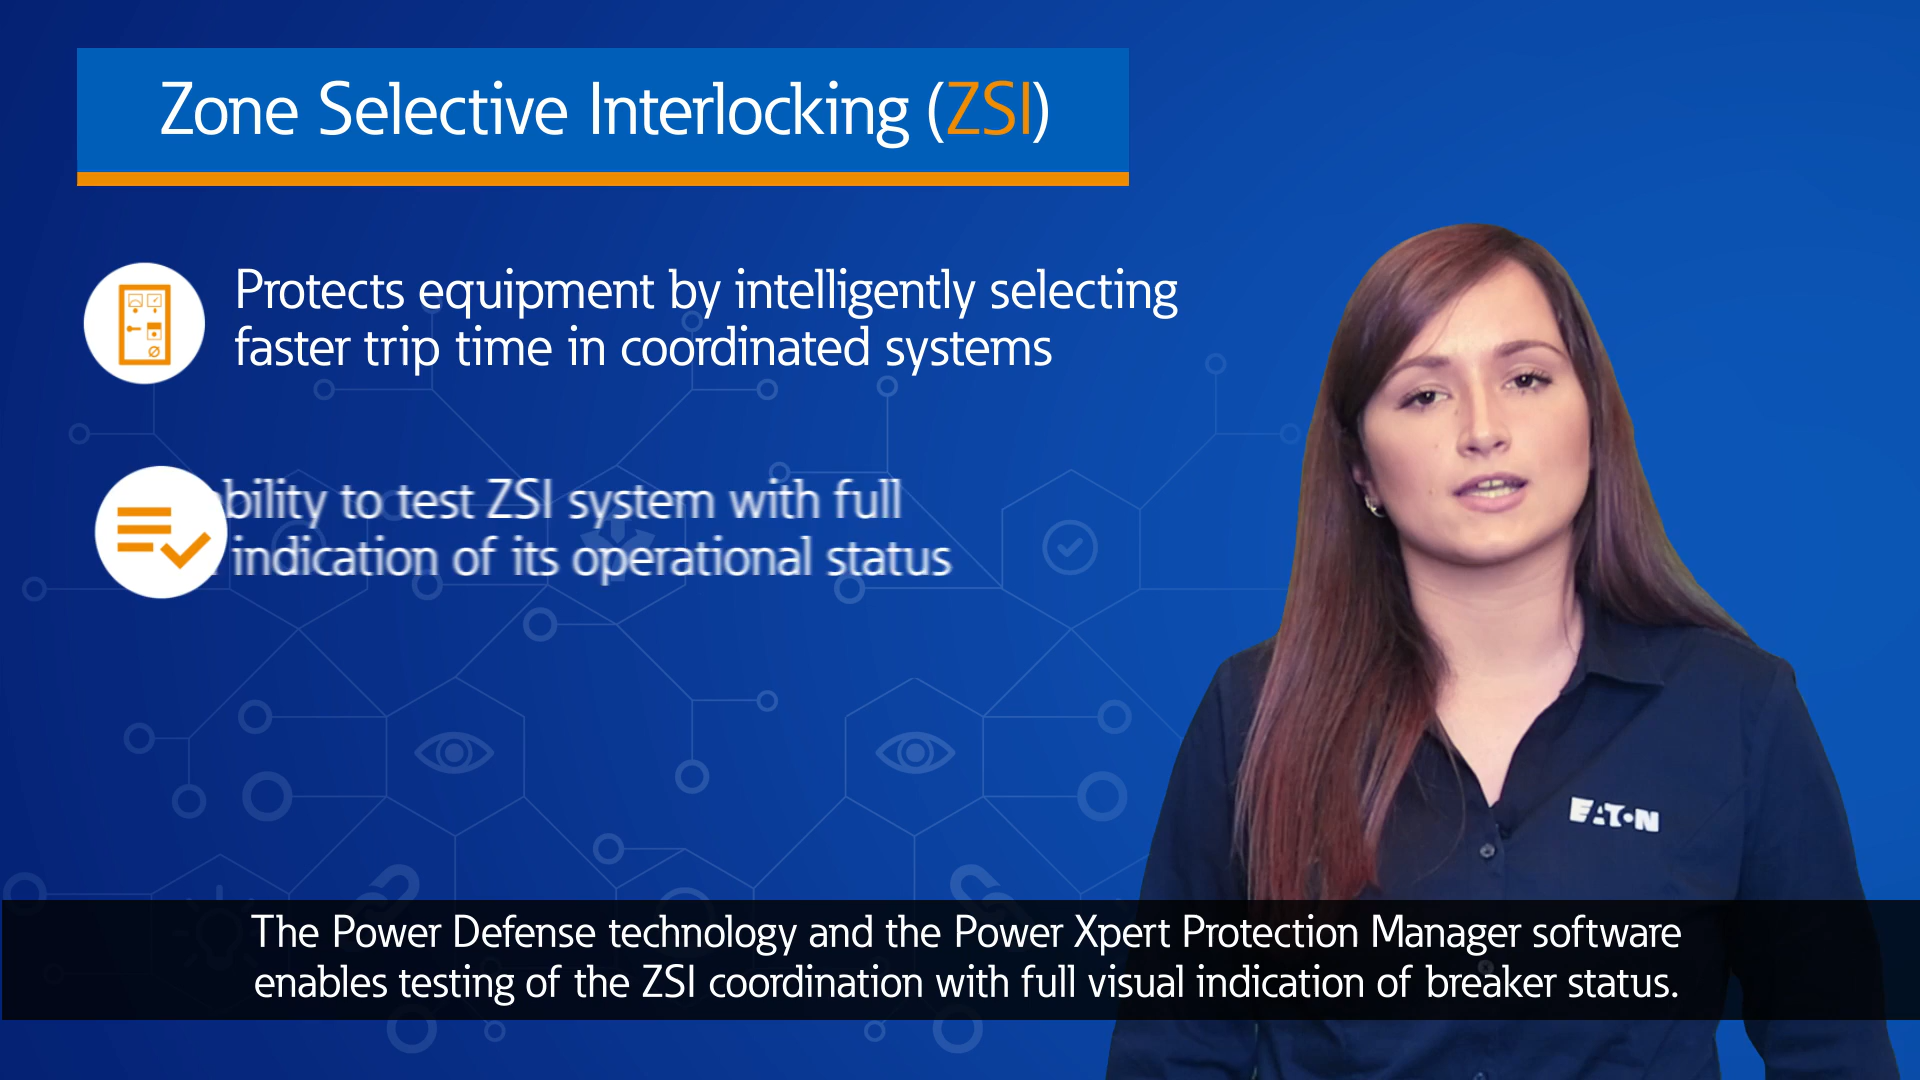 Zone Selective Interlocking (ZSI)
Protects equipment by intelligently selecting
faster trip time in coordinated systems
bility to test ZSI system with full
indication of its operational status
EATON
The Power Defense technology and the Power Xpert Protection Manager software
enables testing of the ZSI coordination with full visual indication of breaker status.